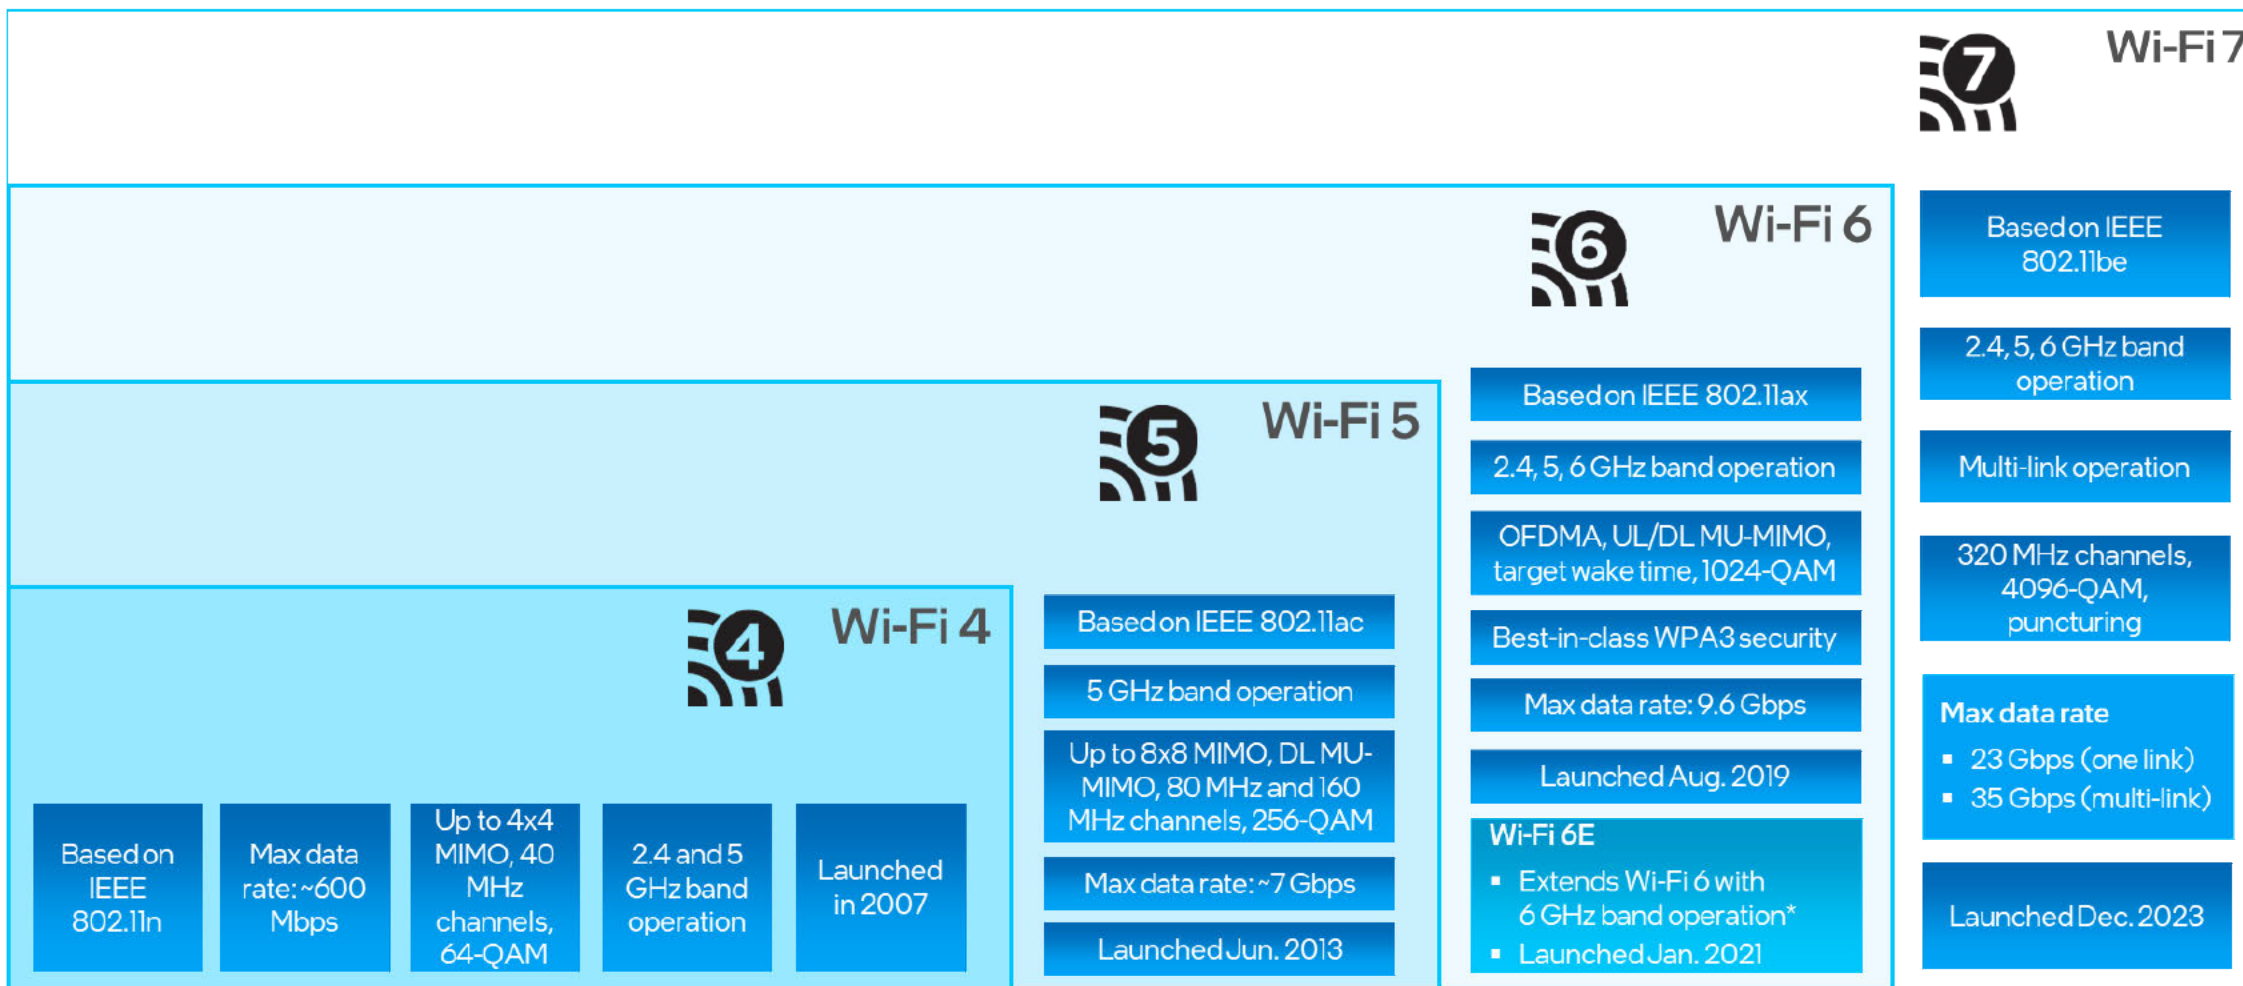 7
Wi-Fi 7
Based on IEEE
802.11be
2.4, 5, 6 GHz band
operation
Multi-link operation
320 MHz channels,
4096-QAM,
puncturing
Max data rate
▪ 23 Gbps (one link)
▪ 35 Gbps (multi-link)
Launched Dec. 2023
6
Wi-Fi 6
Based on IEEE 802.11ax
2.4, 5, 6 GHz band operation
OFDMA, UL/DL MU-MIMO,
target wake time, 1024-QAM
Best-in-class WPA3 security
Max data rate: 9.6 Gbps
Launched Aug. 2019
Wi-Fi 6E
▪ Extends Wi-Fi 6 with
6 GHz band operation*
▪ Launched Jan. 2021
5
Wi-Fi 5
Based on IEEE 802.11ac
5 GHz band operation
Up to 8x8 MIMO, DL MU-
MIMO, 80 MHz and 160
MHz channels, 256-QAM
Max data rate: ~7 Gbps
Launched Jun. 2013
4
Wi-Fi 4
Based on
IEEE
802.11n
Max data
rate: ~600
Mbps
Up to 4x4
MIMO, 40
MHz
channels,
64-QAM
2.4 and 5
GHz band
operation
Launched
in 2007